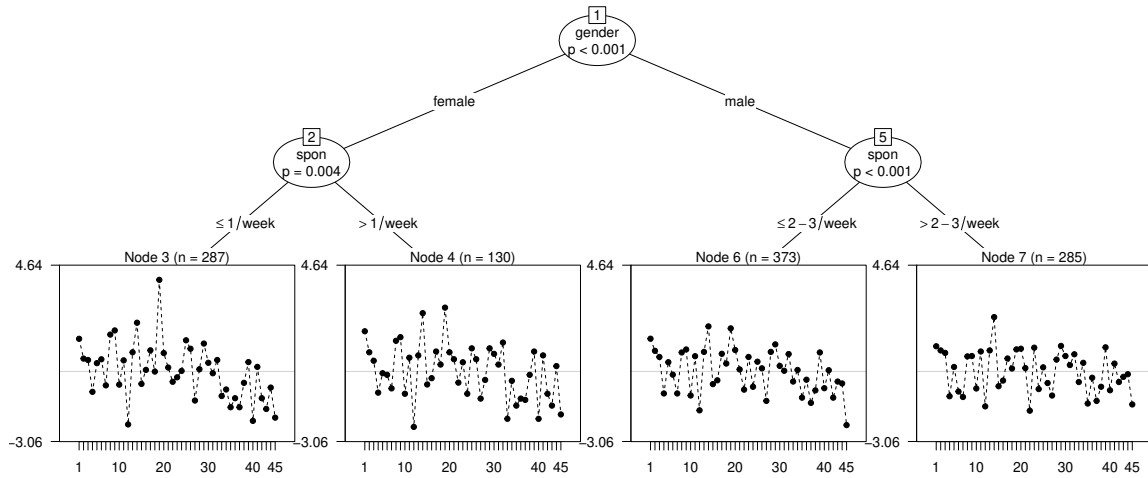 1
gender
p < 0.001
female
male
2
spon
p = 0.004
5
spon
p < 0.001
≤ 1/week
> 1/week
≤ 2 − 3/week
> 2 − 3/week
Node 3 (n = 287)
Node 4 (n = 130)
Node 6 (n = 373)
Node 7 (n = 285)
4.64
4.64
4.64
4.64
−3.06
−3.06
−3.06
−3.06
1 10 20 30 40 45
1 10 20 30 40 45
1 10 20 30 40 45
1 10 20 30 40 45